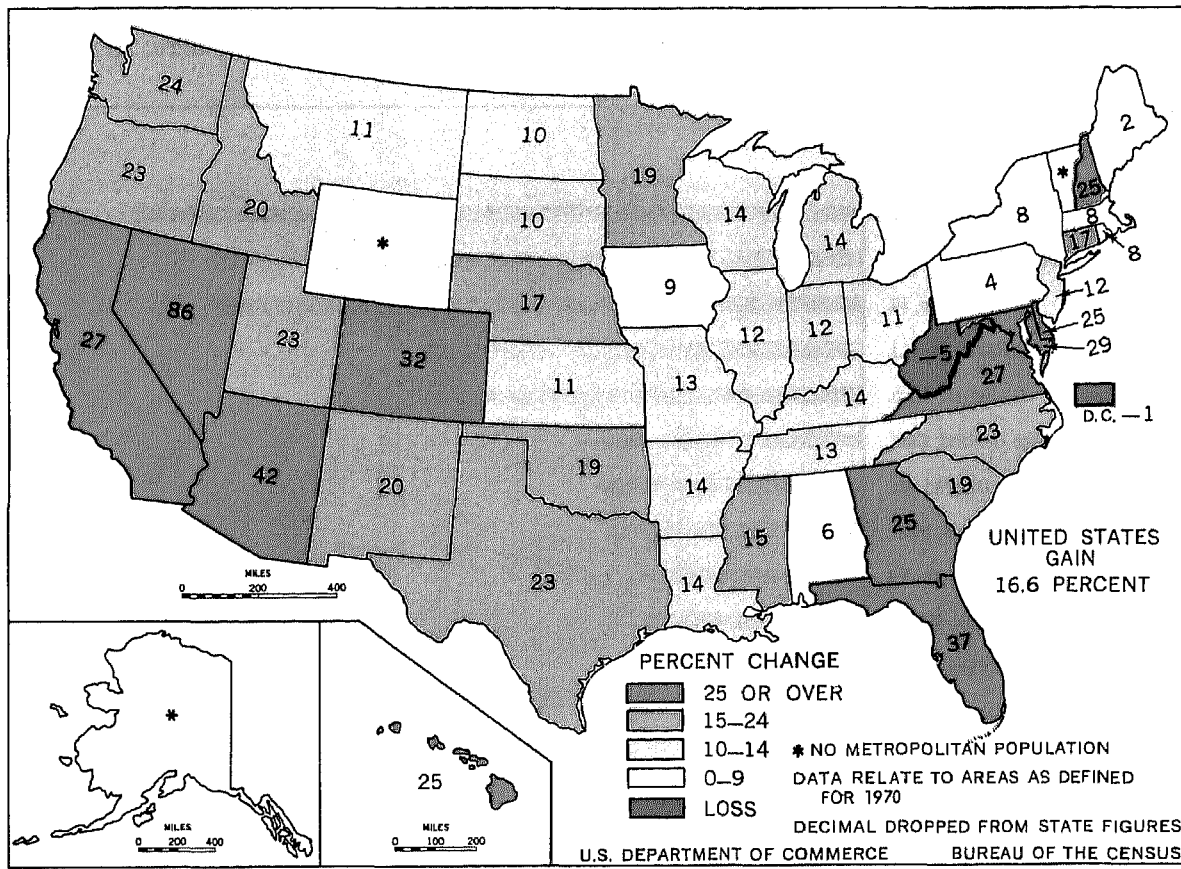 24
11
10
19
2
23
20
*
10
14
14
8
*
25
8
17
8
27
86
23
32
17
9
12
12
11
4
12
25
29
–5
27
D.C. –1
11
13
14
13
23
19
42
20
19
14
15
6
25
23
14
37
UNITED STATES
GAIN
16.6 PERCENT
MILES
0 200 400
*
MILES
0 200 400
25
MILES
0 100 200
PERCENT CHANGE
25 OR OVER
15–24
10–14
0–9
LOSS
* NO METROPOLITAN POPULATION
DATA RELATE TO AREAS AS DEFINED
FOR 1970
DECIMAL DROPPED FROM STATE FIGURES
U.S. DEPARTMENT OF COMMERCE BUREAU OF THE CENSUS